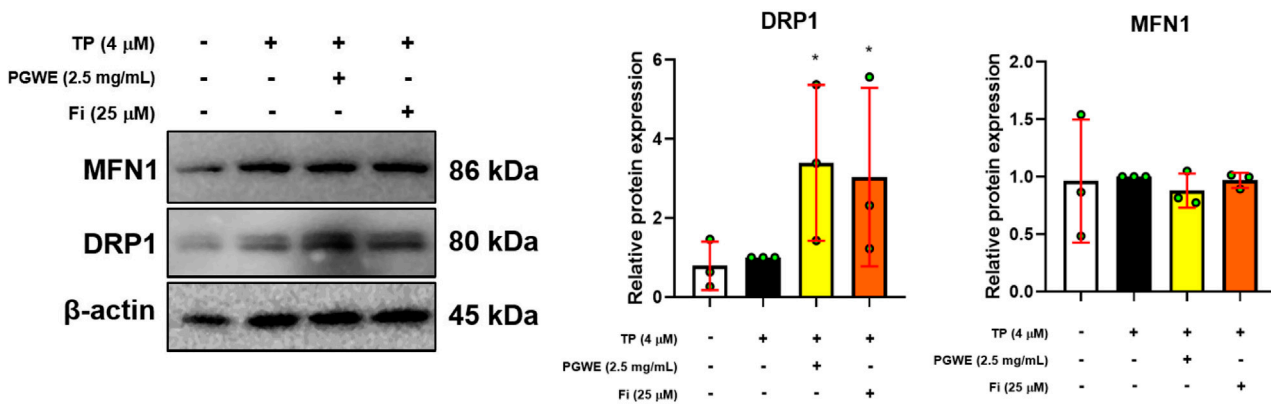 TP (4 μM) - + + +
PGWE (2.5 mg/mL) - - + -
Fi (25 μM) - - - +
MFN1 86 kDa
DRP1 80 kDa
β-actin 45 kDa
DRP1
Relative protein expression
6
4
2
0
*
*
TP (4 μM) - + + +
PGWE (2.5 mg/mL) - - + -
Fi (25 μM) - - - +
MFN1
Relative protein expression
2.0
1.5
1.0
0.5
0.0
TP (4 μM) - + + +
PGWE (2.5 mg/mL) - - + -
Fi (25 μM) - - - +